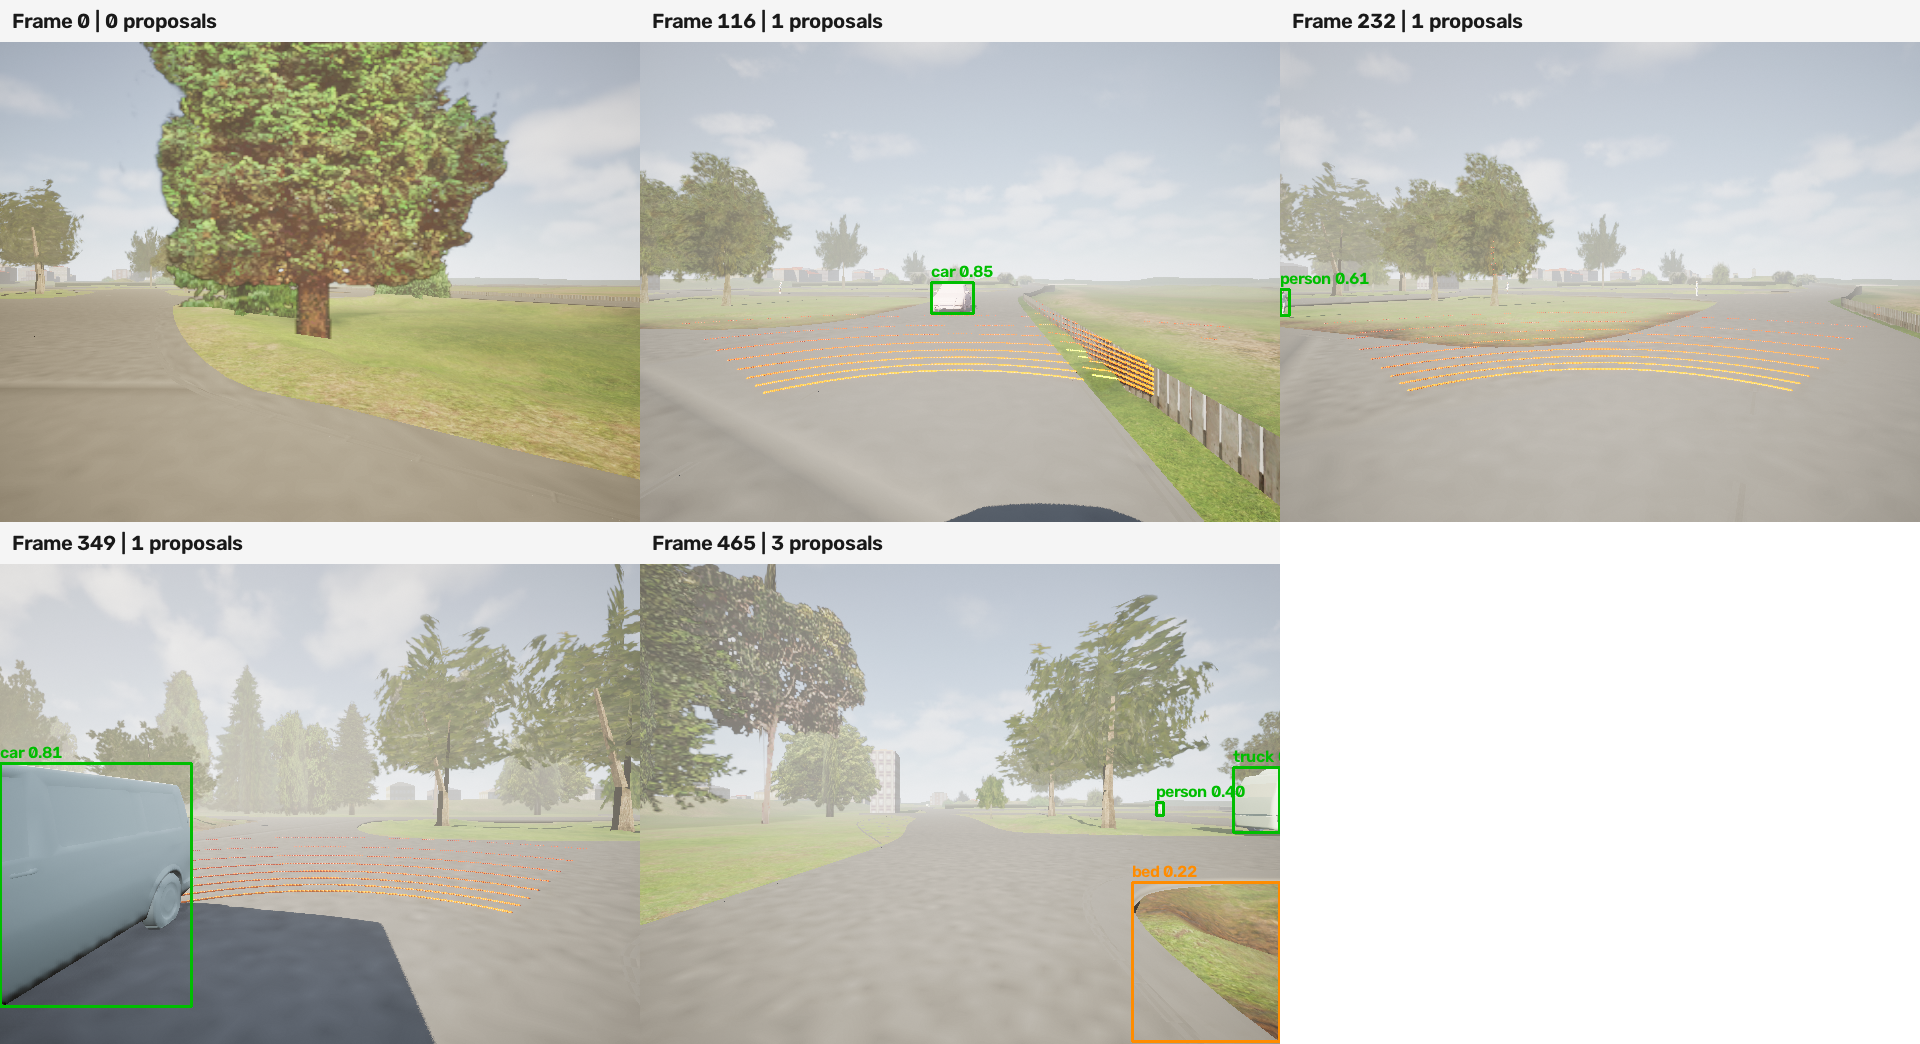 Frame 0 | 0 proposals
Frame 116 | 1 proposals
Frame 232 | 1 proposals
car 0.85
person 0.61
Frame 349 | 1 proposals
Frame 465 | 3 proposals
car 0.81
truck
person 0.40
bed 0.22